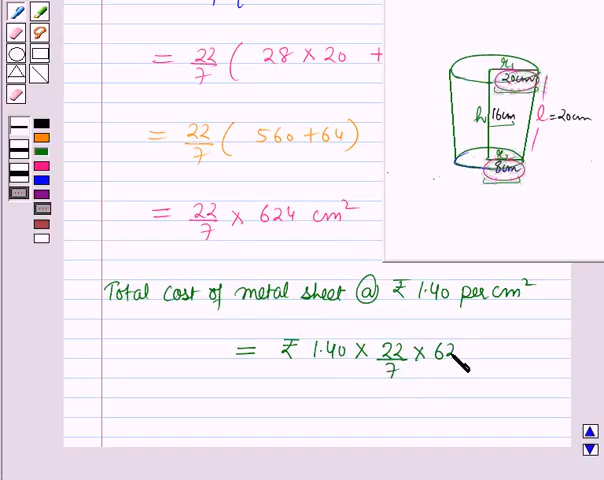 = 22/7 ( 28 × 20 +
= 22/7 ( 560 + 64 )
= 22/7 × 624 cm²
r₁
20cm
h 16cm l = 20cm
r₂
8cm
Total cost of metal sheet @ ₹ 1.40 per cm²
= ₹ 1.40 × 22/7 × 62